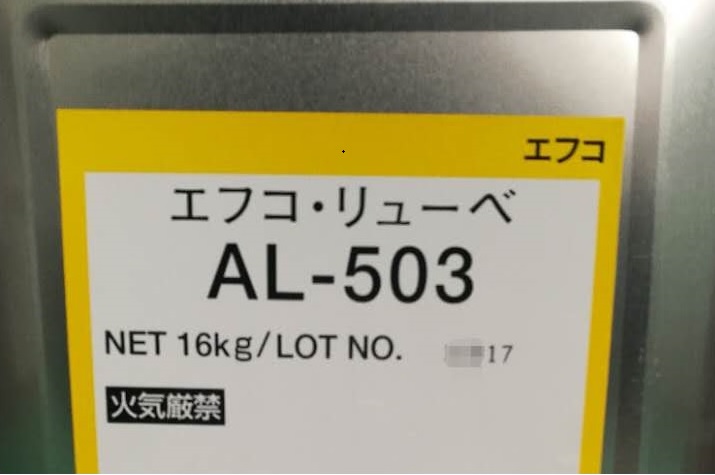 エフコ
エフコ・リューベ
AL-503
NET 16kg/LOT NO. 17
火気厳禁